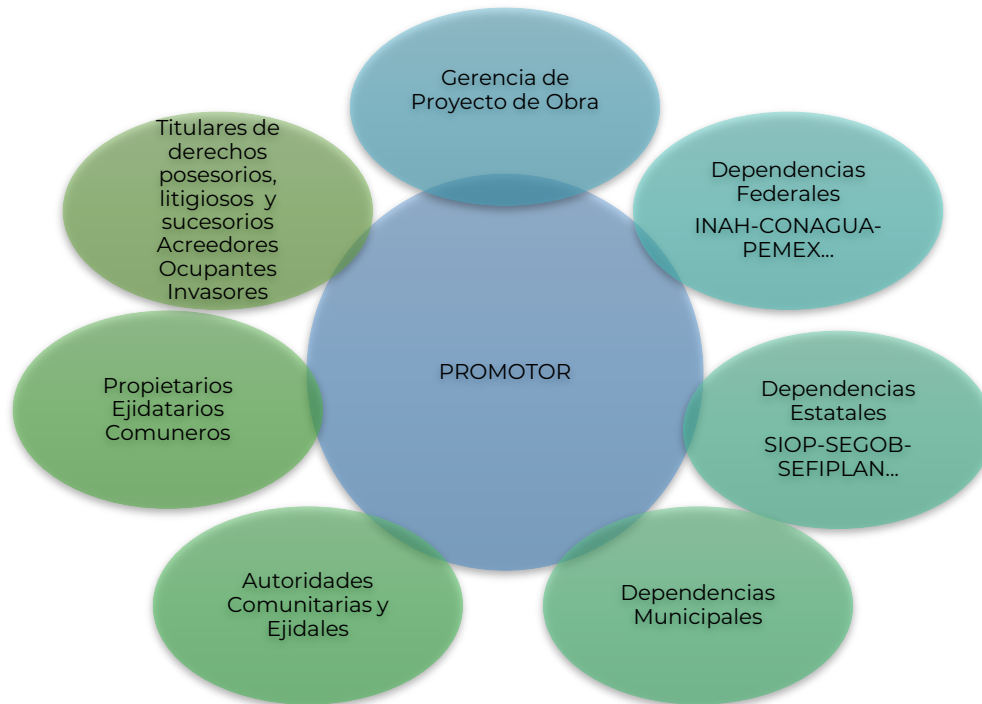 Gerencia de
Proyecto de Obra
Dependencias
Federales
INAH-CONAGUA-
PEMEX...
Dependencias
Estatales
SIOP-SEGOB-
SEFIPLAN...
Dependencias
Municipales
Autoridades
Comunitarias y
Ejidales
Propietarios
Ejidatarios
Comuneros
Titulares de
derechos
posesorios,
litigiosos y
sucesorios
Acreedores
Ocupantes
Invasores
PROMOTOR